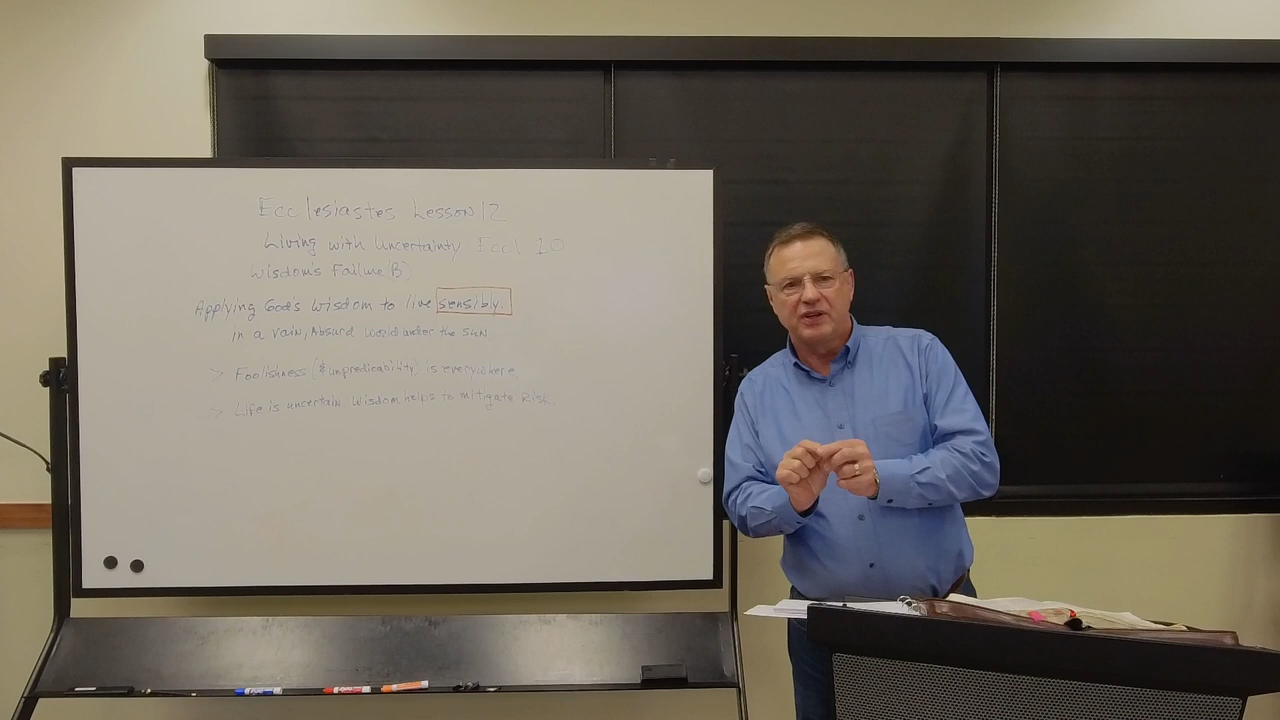 Ecclesiastes Lesson 12
Living with Uncertainty Eccl 10
Wisdom's Failure (B)
Applying God's Wisdom to live sensibly.
in a vain, Absurd World under the Sun
> Foolishness (& unpredicability) is everywhere
> Life is uncertain Wisdom helps to mitigate Risk.